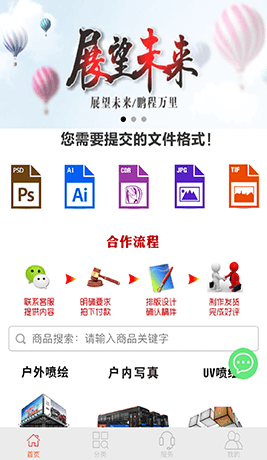 展望未来
展望未来/鹏程万里
您需要提交的文件格式!
PSD
Ps
AI
Ai
CDR
JPG
TIF
合作流程
联系客服
提供内容
明确要求
拍下付款
排版设计
确认稿件
制作发货
完成好评
商品搜索：请输入商品关键字
户外喷绘
户内写真
UV喷绘
首页
分类
服务
我的